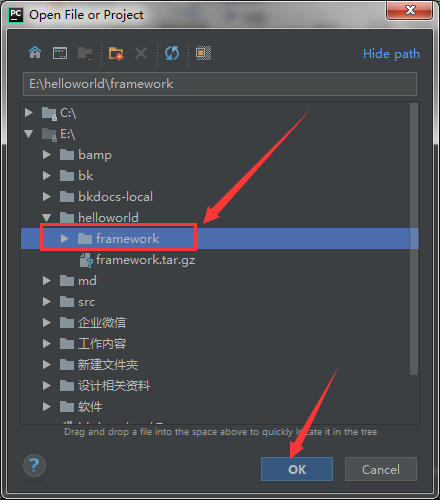 PC
Open File or Project
Hide path
E:\helloworld\framework
C:\
E:\
bamp
bk
bkdocs-local
helloworld
framework
framework.tar.gz
md
src
企业微信
工作内容
新建文件夹
设计相关资料
软件
Drag and drop a file into the space above to quickly locate it in the tree
?
OK
Cancel